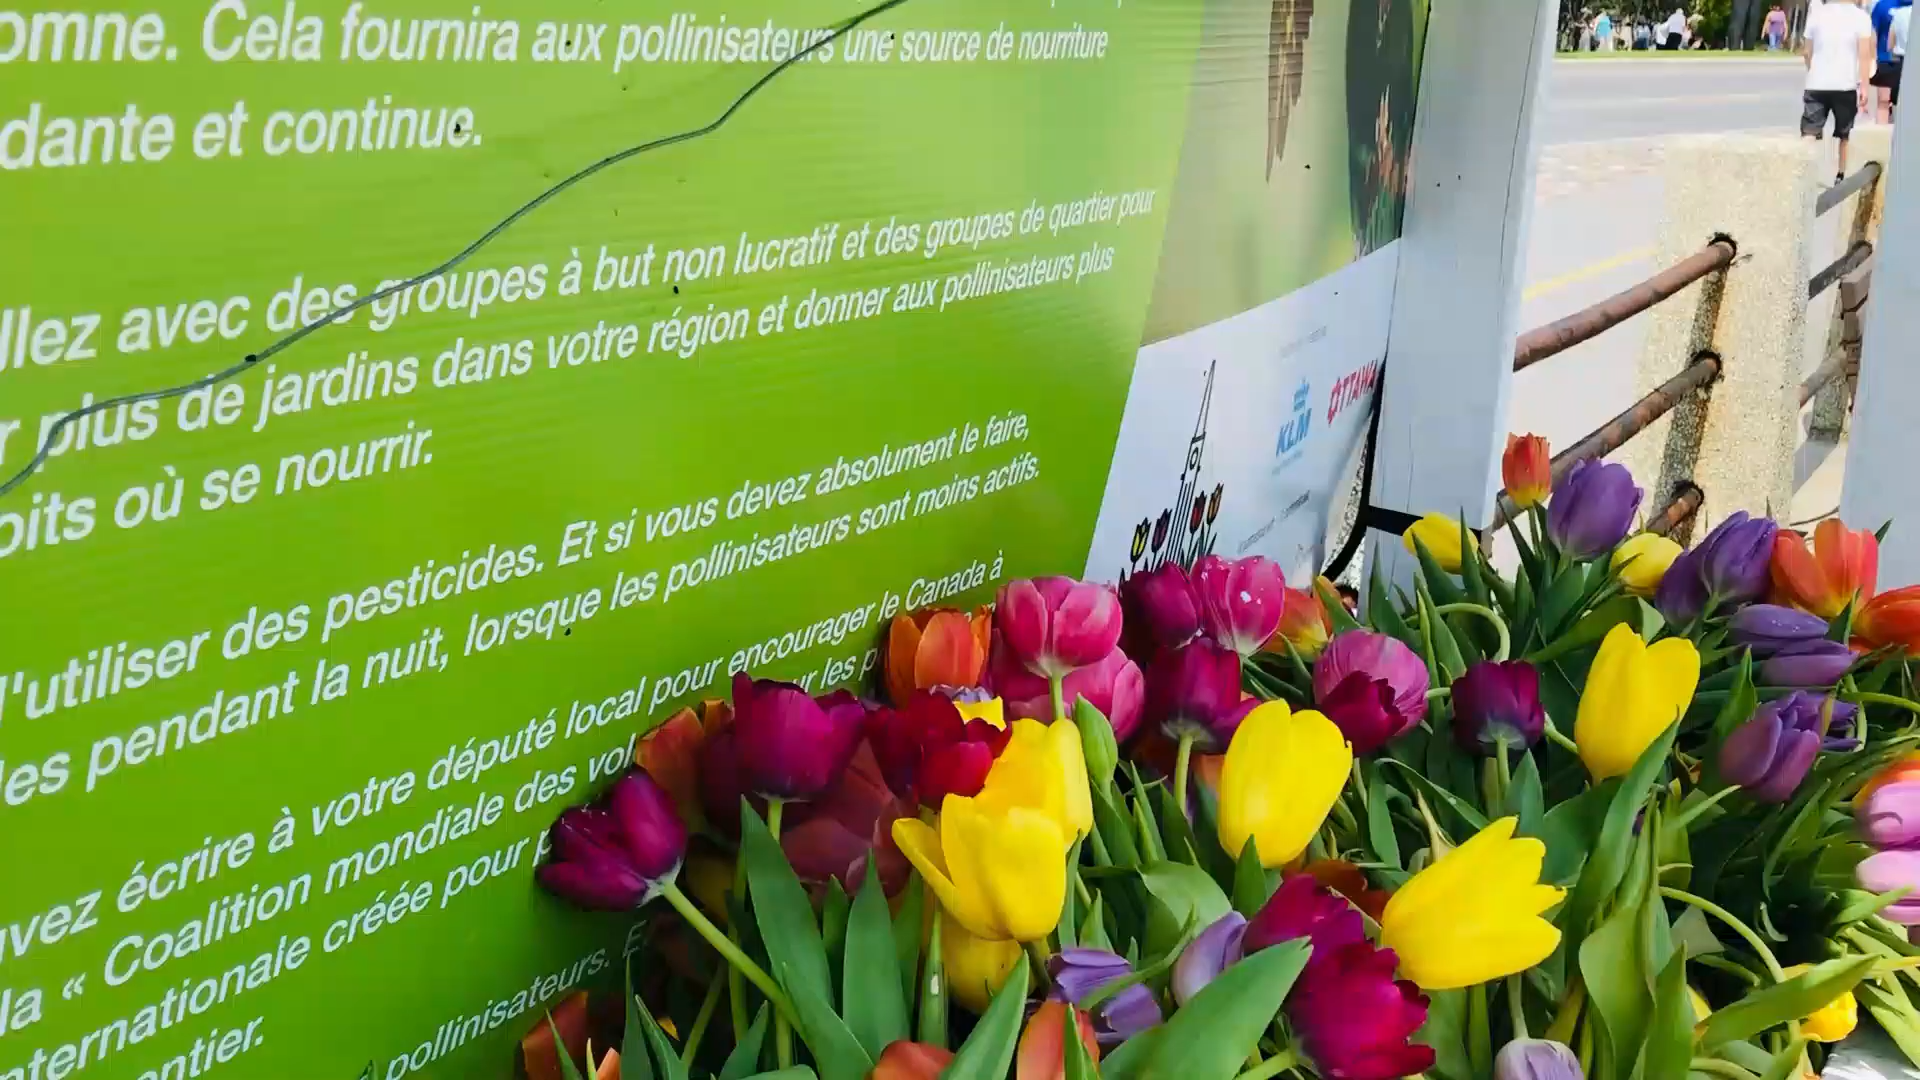 omne. Cela fournira aux pollinisateurs une source de nourriture
dante et continue.
llez avec des groupes à but non lucratif et des groupes de quartier pour
r plus de jardins dans votre région et donner aux pollinisateurs plus
oits où se nourrir.
l'utiliser des pesticides. Et si vous devez absolument le faire,
les pendant la nuit, lorsque les pollinisateurs sont moins actifs.
vez écrire à votre député local pour encourager le Canada à
la « Coalition mondiale des vol ur les p
nternationale créée pour p
entier.
pollinisateurs. E
KLM
OTTAWA